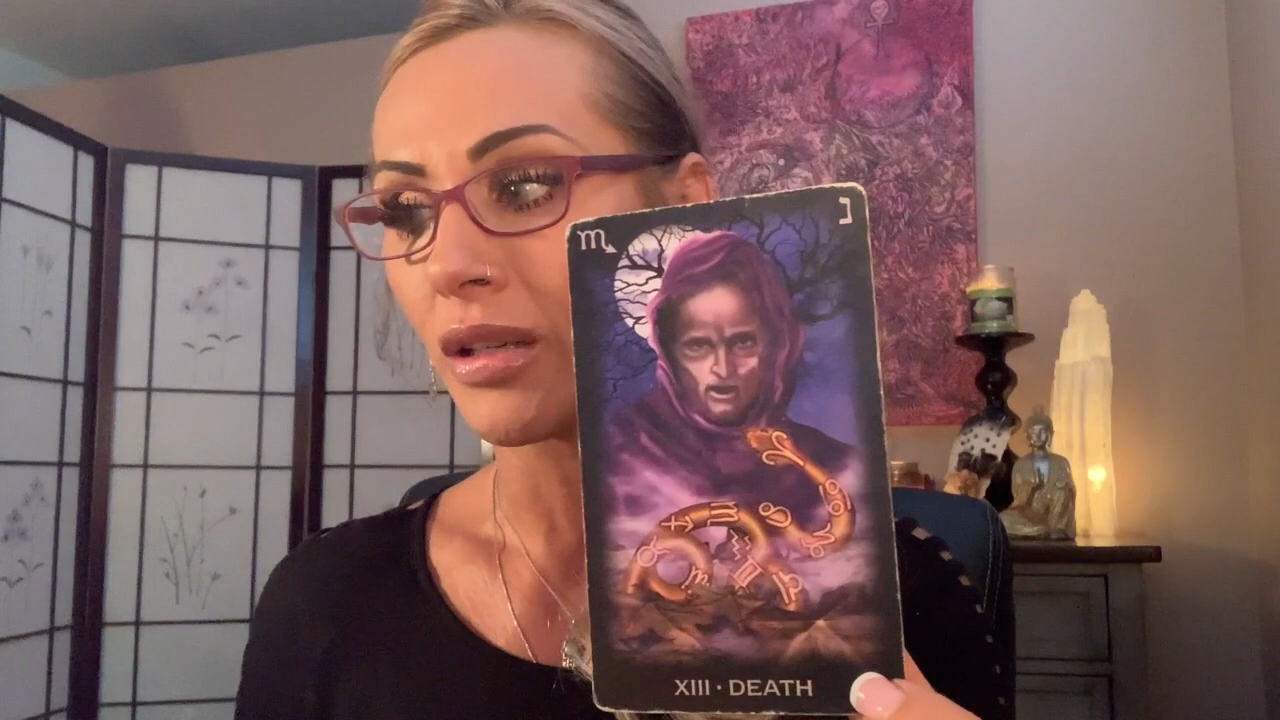 ♏ נ
XIII · DEATH